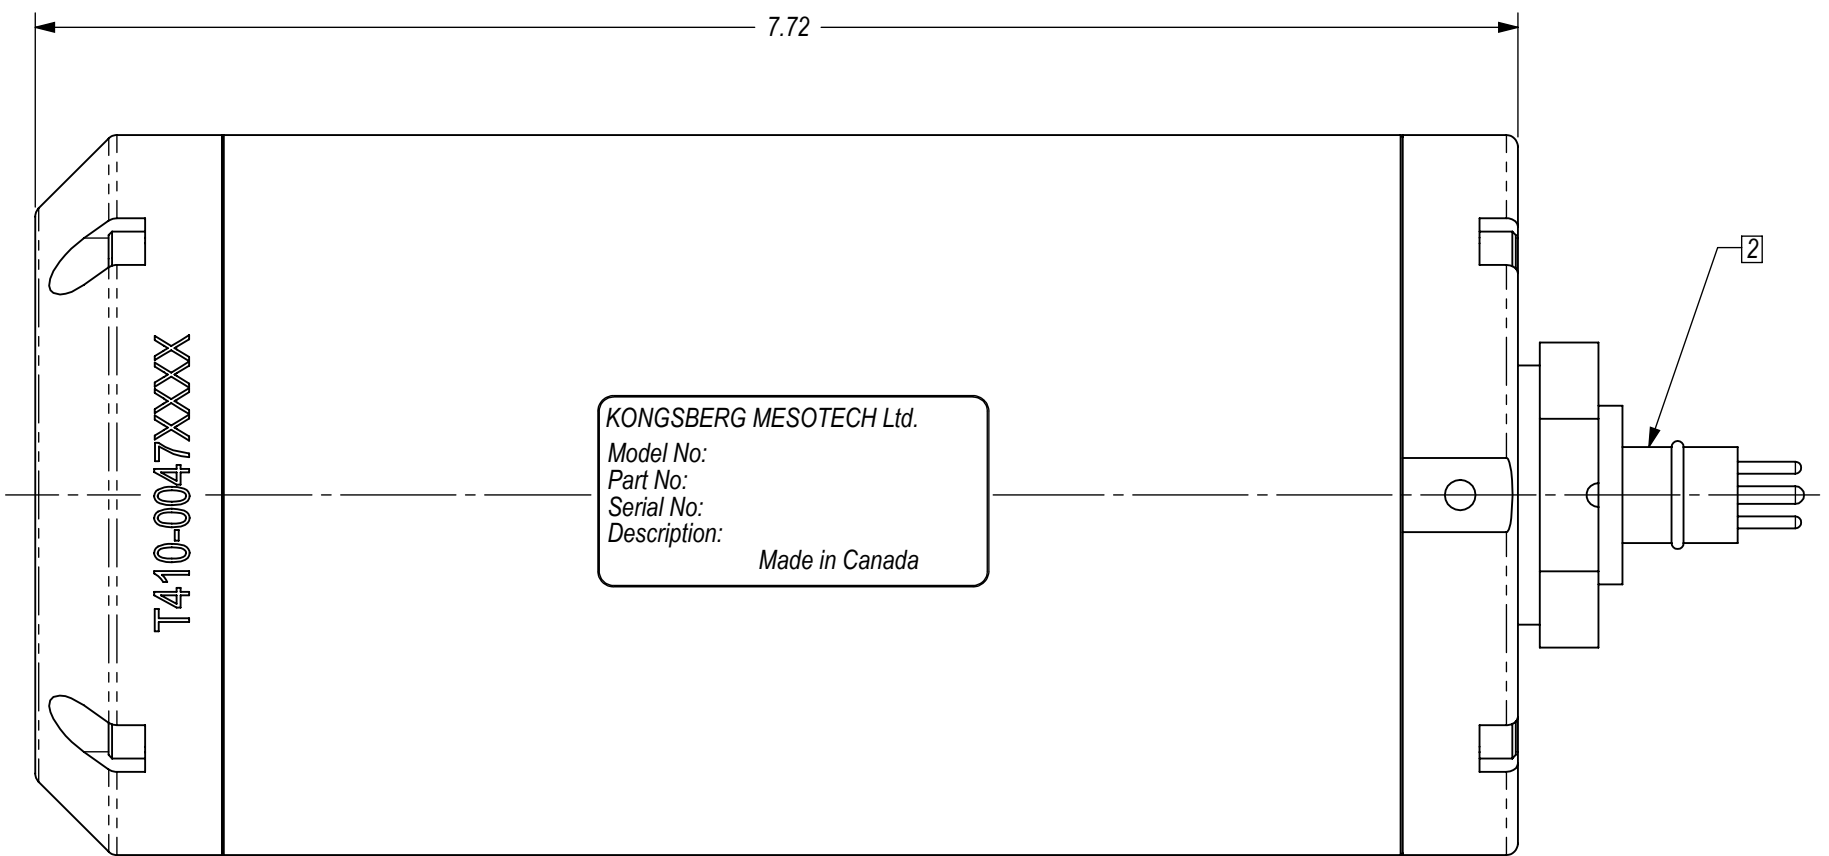 7.72
2
T410-0047XXXX
KONGSBERG MESOTECH Ltd.
Model No:
Part No:
Serial No:
Description:
Made in Canada